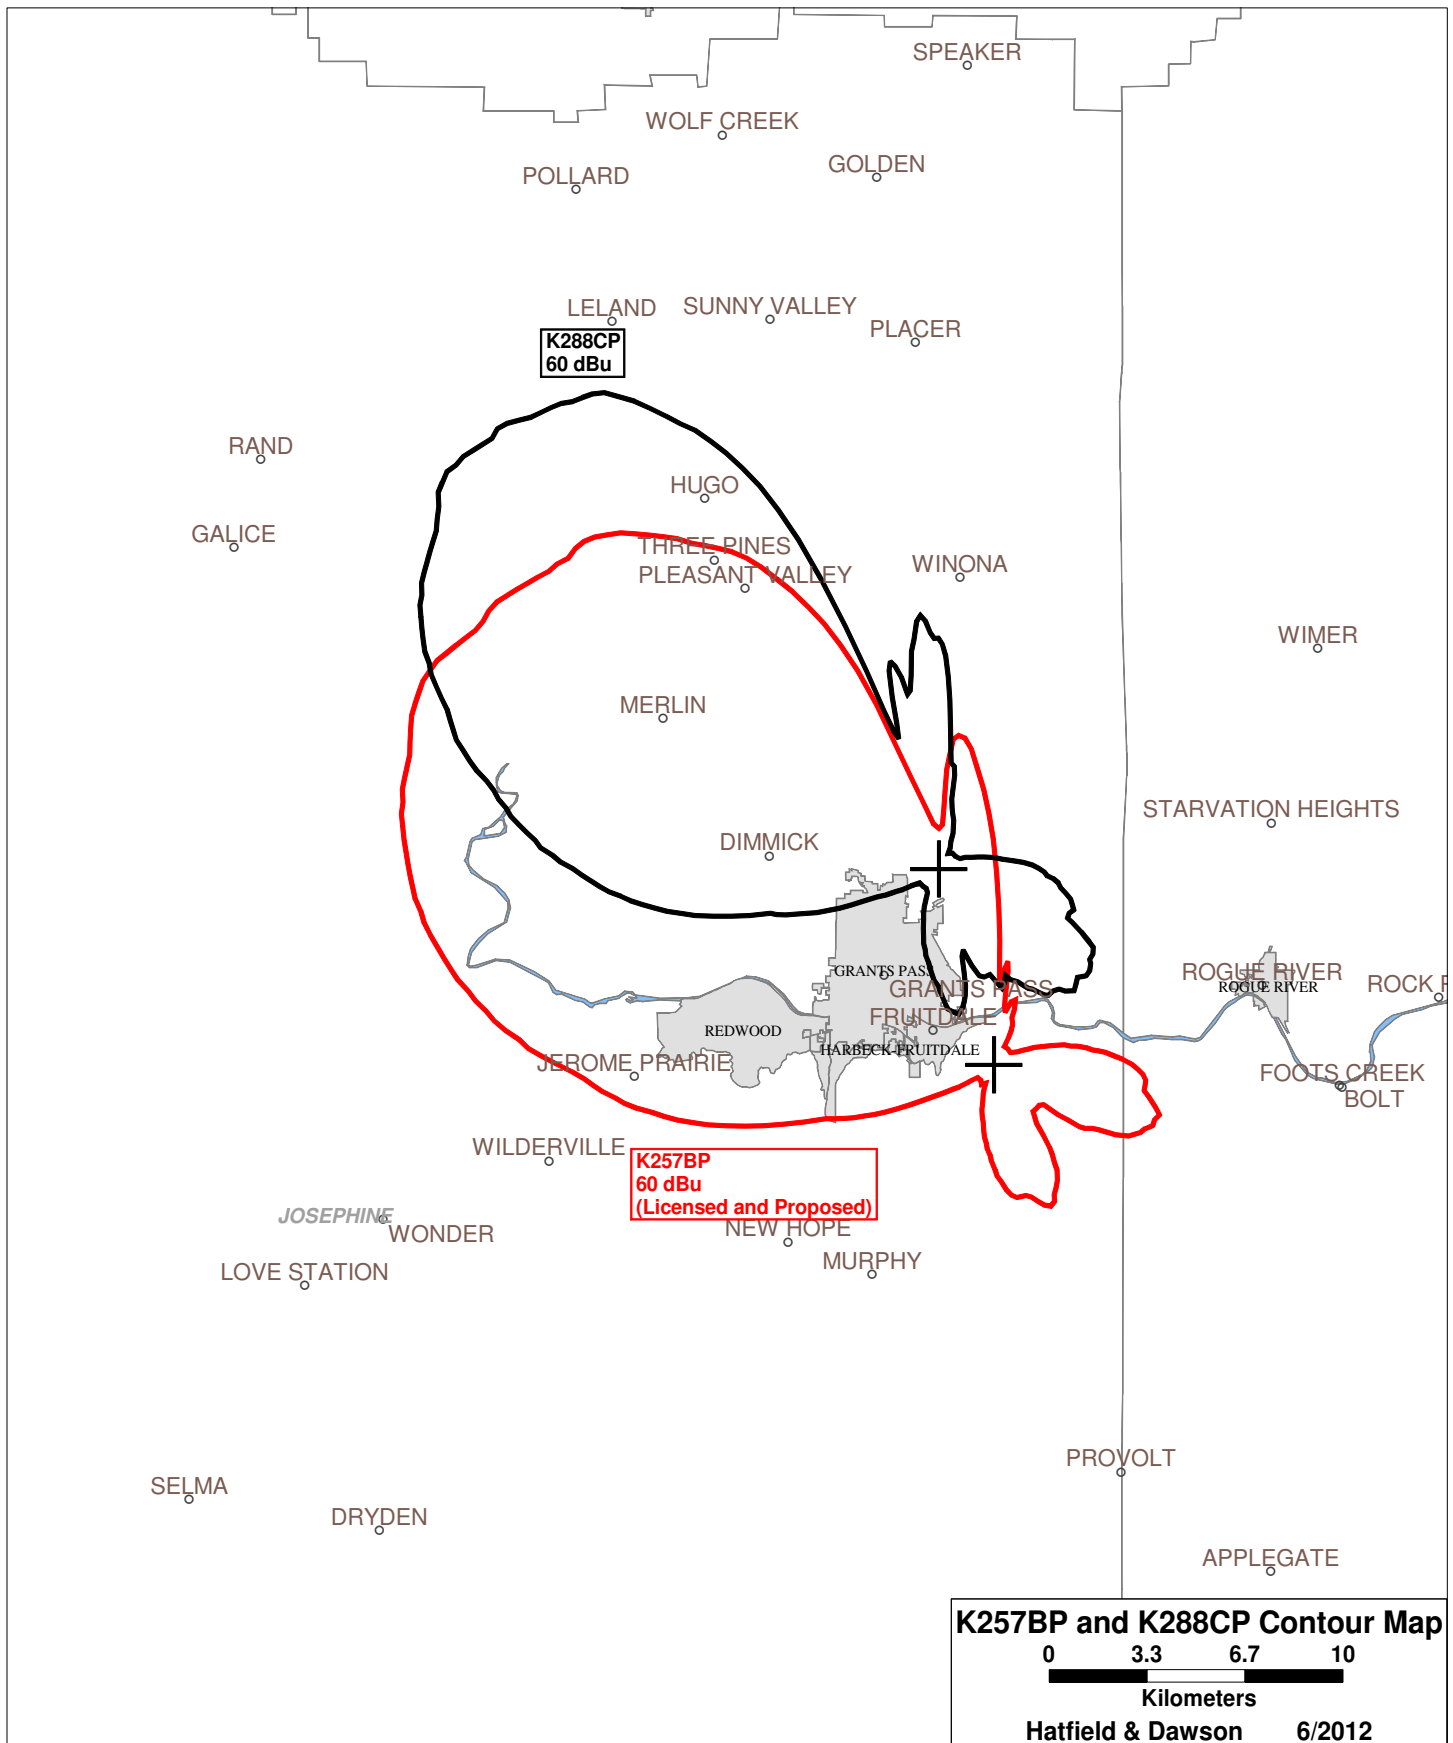 SPEAKER
WOLF CREEK
GOLDEN
POLLARD
LELAND
SUNNY VALLEY
PLACER
K288CP
60 dBu
RAND
HUGO
GALICE
THREE PINES
WINONA
PLEASANT VALLEY
WIMER
MERLIN
STARVATION HEIGHTS
DIMMICK
GRANTS PASS
ROGUE RIVER
ROGUE RIVER
ROCK
GRANTS PASS
FRUITDALE
REDWOOD
HARBECK-FRUITDALE
JEROME PRAIRIE
FOOTS CREEK
BOLT
WILDERVILLE
K257BP
60 dBu
(Licensed and Proposed)
JOSEPHINE
WONDER
NEW HOPE
MURPHY
LOVE STATION
PROVOLT
SELMA
DRYDEN
APPLEGATE
K257BP and K288CP Contour Map
0 3.3 6.7 10
Kilometers
Hatfield & Dawson 6/2012